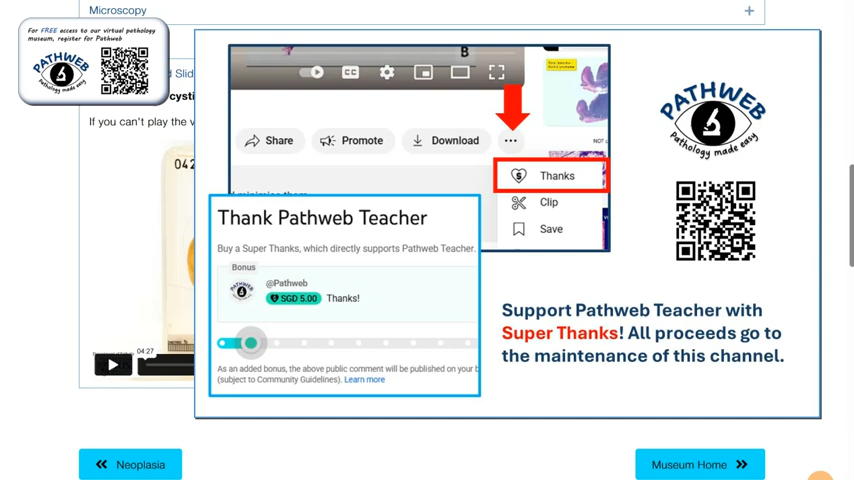 Microscopy
For FREE access to our virtual pathology
museum, register for Pathweb
PATHWEB
Pathology made easy
d Slid
cysti
If you can't play the v
042
04:27
B
Share
Promote
Download
...
NOT
Thanks
Clip
Save
Thank Pathweb Teacher
Buy a Super Thanks, which directly supports Pathweb Teacher.
Bonus
@Pathweb
SGD 5.00 Thanks!
As an added bonus, the above public comment will be published on your
(subject to Community Guidelines). Learn more
PATHWEB
Pathology made easy
Support Pathweb Teacher with
Super Thanks! All proceeds go to
the maintenance of this channel.
Neoplasia
Museum Home